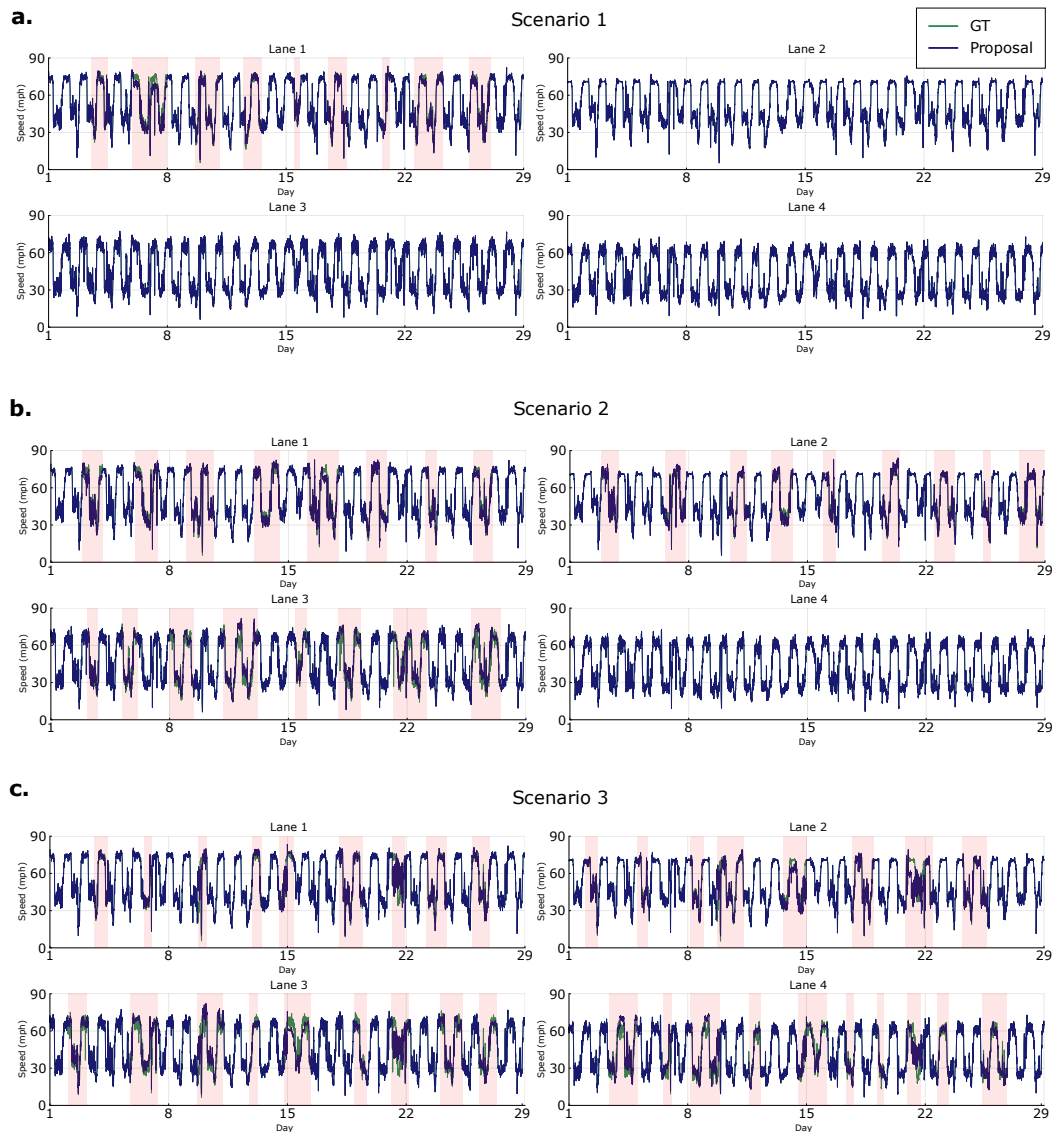 a.
Scenario 1
GT
Proposal
Lane 1
Speed (mph)
90
60
30
0
1
8
15
22
29
Day
Lane 2
Speed (mph)
90
60
30
0
1
8
15
22
29
Day
Lane 3
Speed (mph)
90
60
30
0
1
8
15
22
29
Day
Lane 4
Speed (mph)
90
60
30
0
1
8
15
22
29
Day
b.
Scenario 2
Lane 1
Speed (mph)
90
60
30
0
1
8
15
22
29
Day
Lane 2
Speed (mph)
90
60
30
0
1
8
15
22
29
Day
Lane 3
Speed (mph)
90
60
30
0
1
8
15
22
29
Day
Lane 4
Speed (mph)
90
60
30
0
1
8
15
22
29
Day
c.
Scenario 3
Lane 1
Speed (mph)
90
60
30
0
1
8
15
22
29
Day
Lane 2
Speed (mph)
90
60
30
0
1
8
15
22
29
Day
Lane 3
Speed (mph)
90
60
30
0
1
8
15
22
29
Day
Lane 4
Speed (mph)
90
60
30
0
1
8
15
22
29
Day